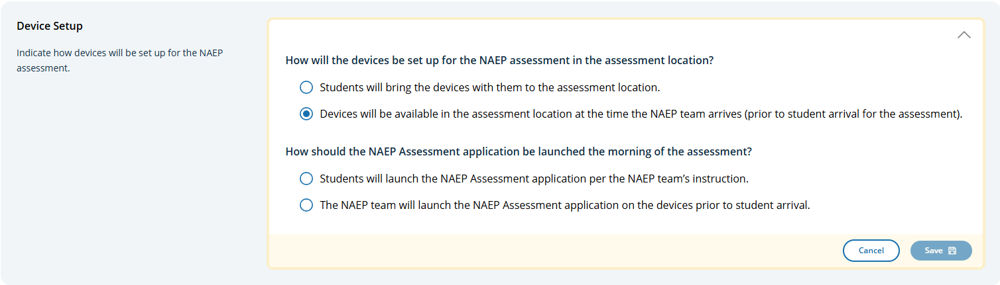 Device Setup
Indicate how devices will be set up for the NAEP
assessment.
How will the devices be set up for the NAEP assessment in the assessment location?
Students will bring the devices with them to the assessment location.
Devices will be available in the assessment location at the time the NAEP team arrives (prior to student arrival for the assessment).
How should the NAEP Assessment application be launched the morning of the assessment?
Students will launch the NAEP Assessment application per the NAEP team’s instruction.
The NAEP team will launch the NAEP Assessment application on the devices prior to student arrival.
Cancel
Save